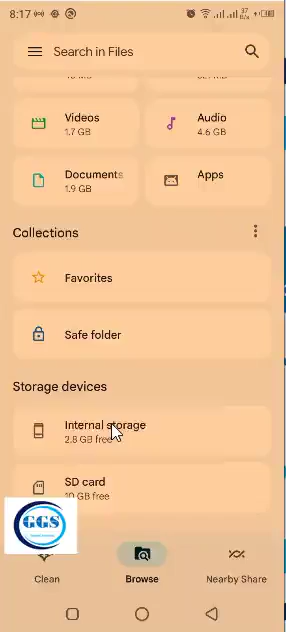 8:17
37
B/s
Search in Files
Videos
1.7 GB
Audio
4.6 GB
Documents
1.9 GB
Apps
Collections
Favorites
Safe folder
Storage devices
Internal storage
2.8 GB free
SD card
10 GB free
GGS
Clean
Browse
Nearby Share